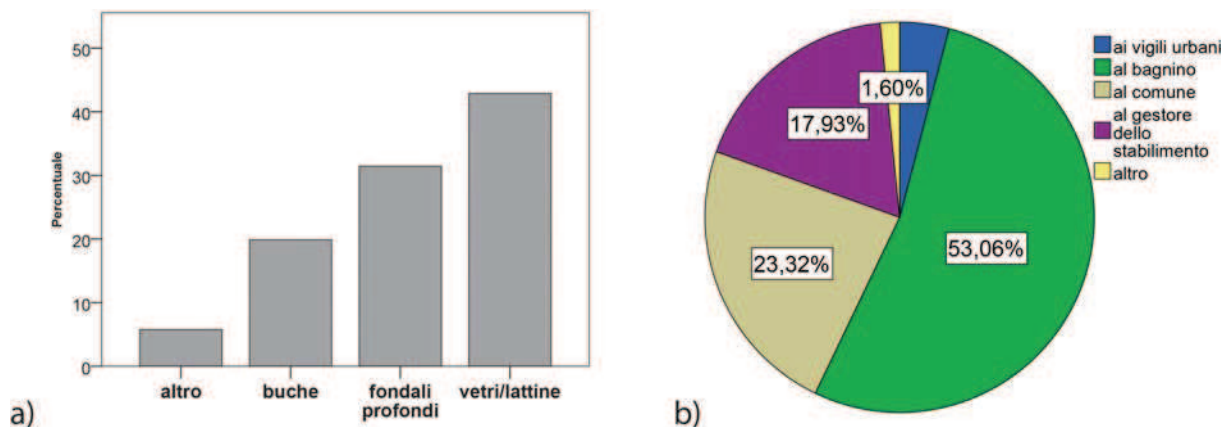 50
40
30
20
10
0
Percentuale
altro
buche
fondali
profondi
vetri/lattine
a)
1,60%
17,93%
23,32%
53,06%
ai vigili urbani
al bagnino
al comune
al gestore
dello
stabilimento
altro
b)